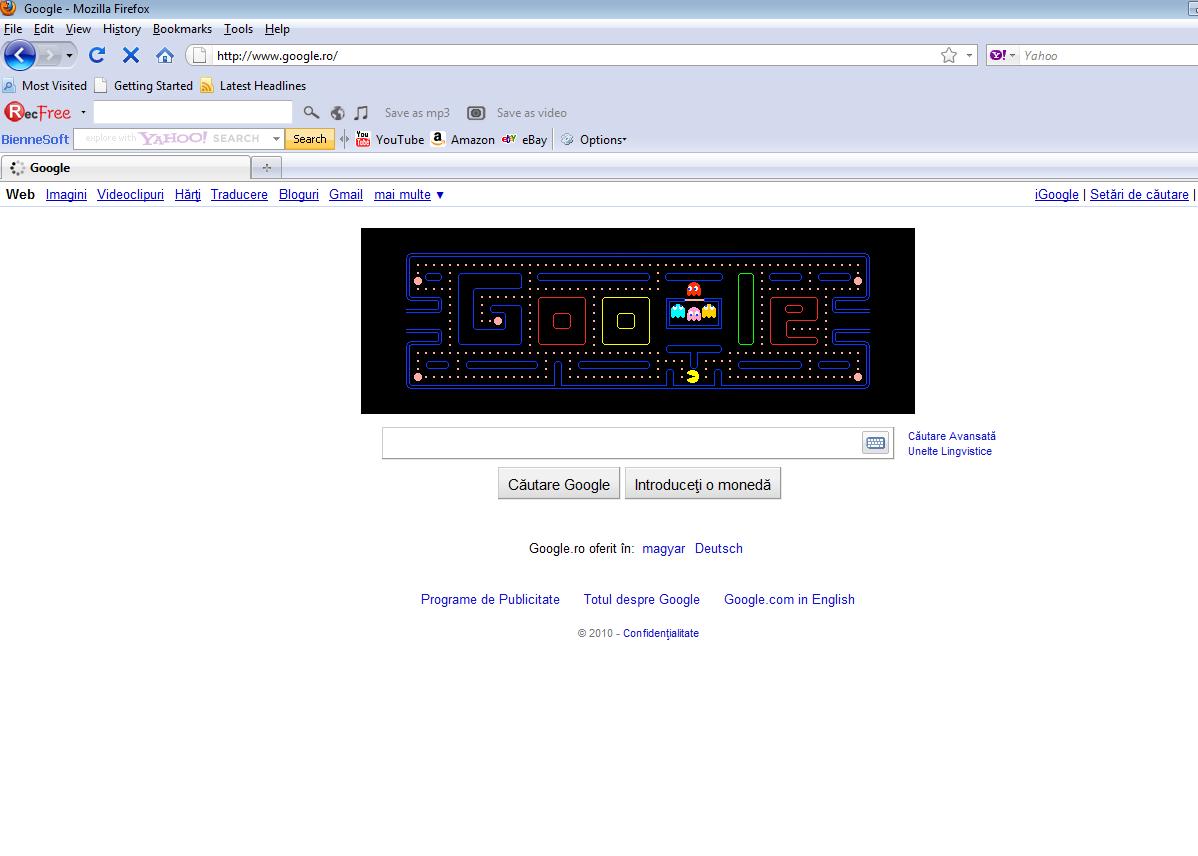 Google - Mozilla Firefox
File Edit View History Bookmarks Tools Help
http://www.google.ro/ Yahoo
Most Visited Getting Started Latest Headlines
RecFree Save as mp3 Save as video
BienneSoft explore with YAHOO! SEARCH Search YouTube Amazon eBay Options
Google
Web Imagini Videoclipuri Hărţi Traducere Bloguri Gmail mai multe ▼ iGoogle | Setări de căutare |
Google
Căutare Avansată
Unelte Lingvistice
Căutare Google Introduceţi o monedă
Google.ro oferit în: magyar Deutsch
Programe de Publicitate Totul despre Google Google.com in English
© 2010 - Confidenţialitate